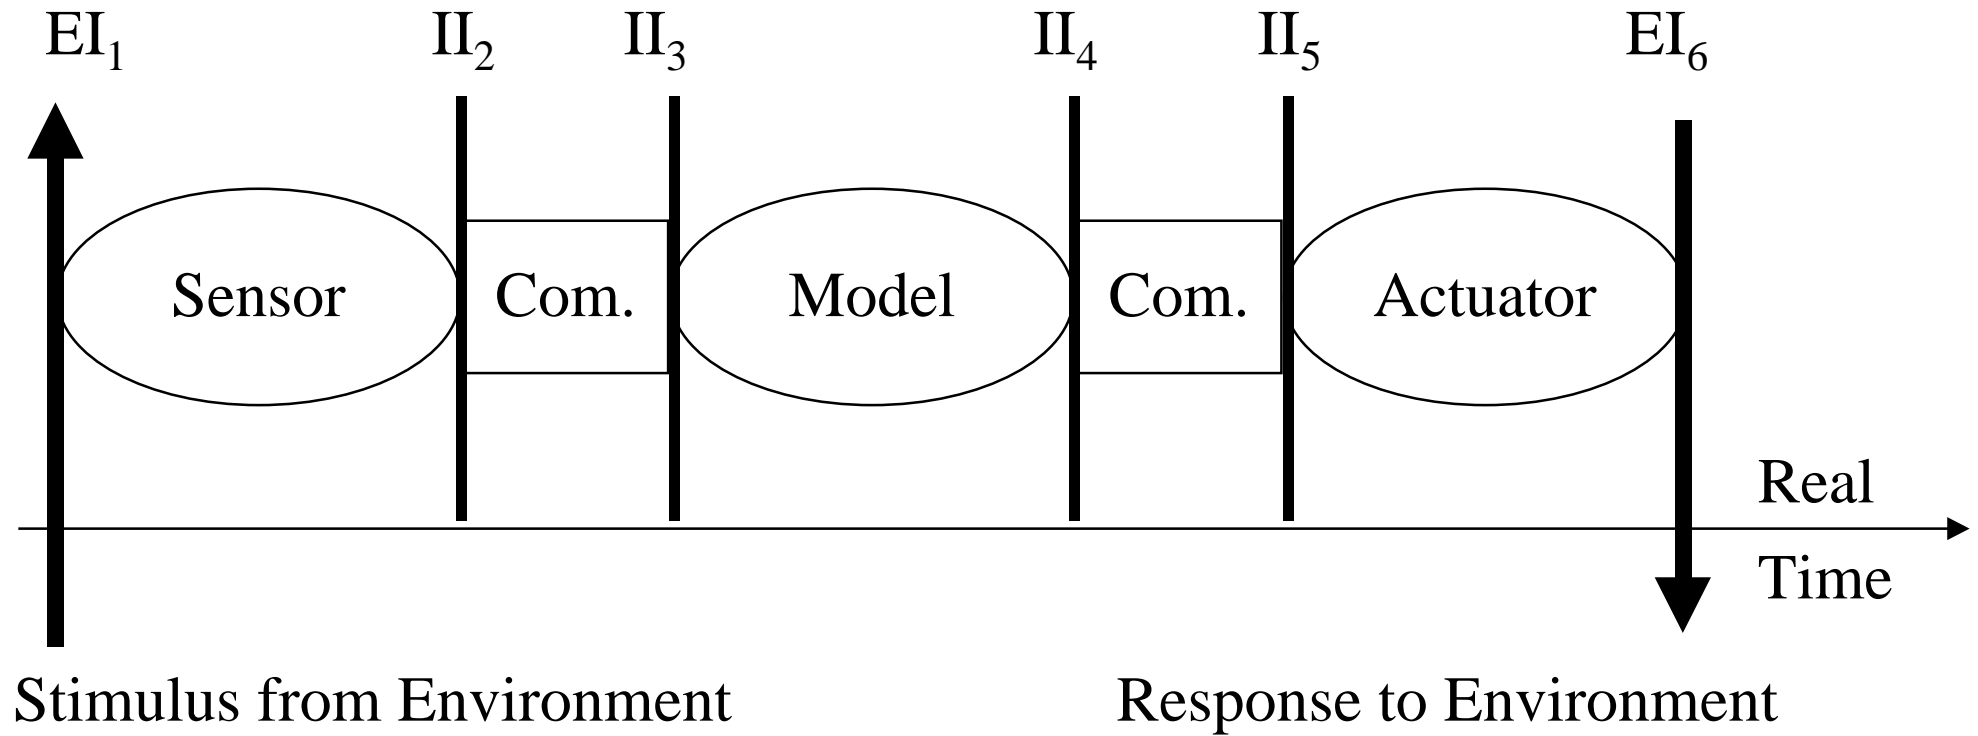 EI₁ II₂ II₃ II₄ II₅ EI₆
Sensor Com. Model Com. Actuator
Real
Time
Stimulus from Environment Response to Environment